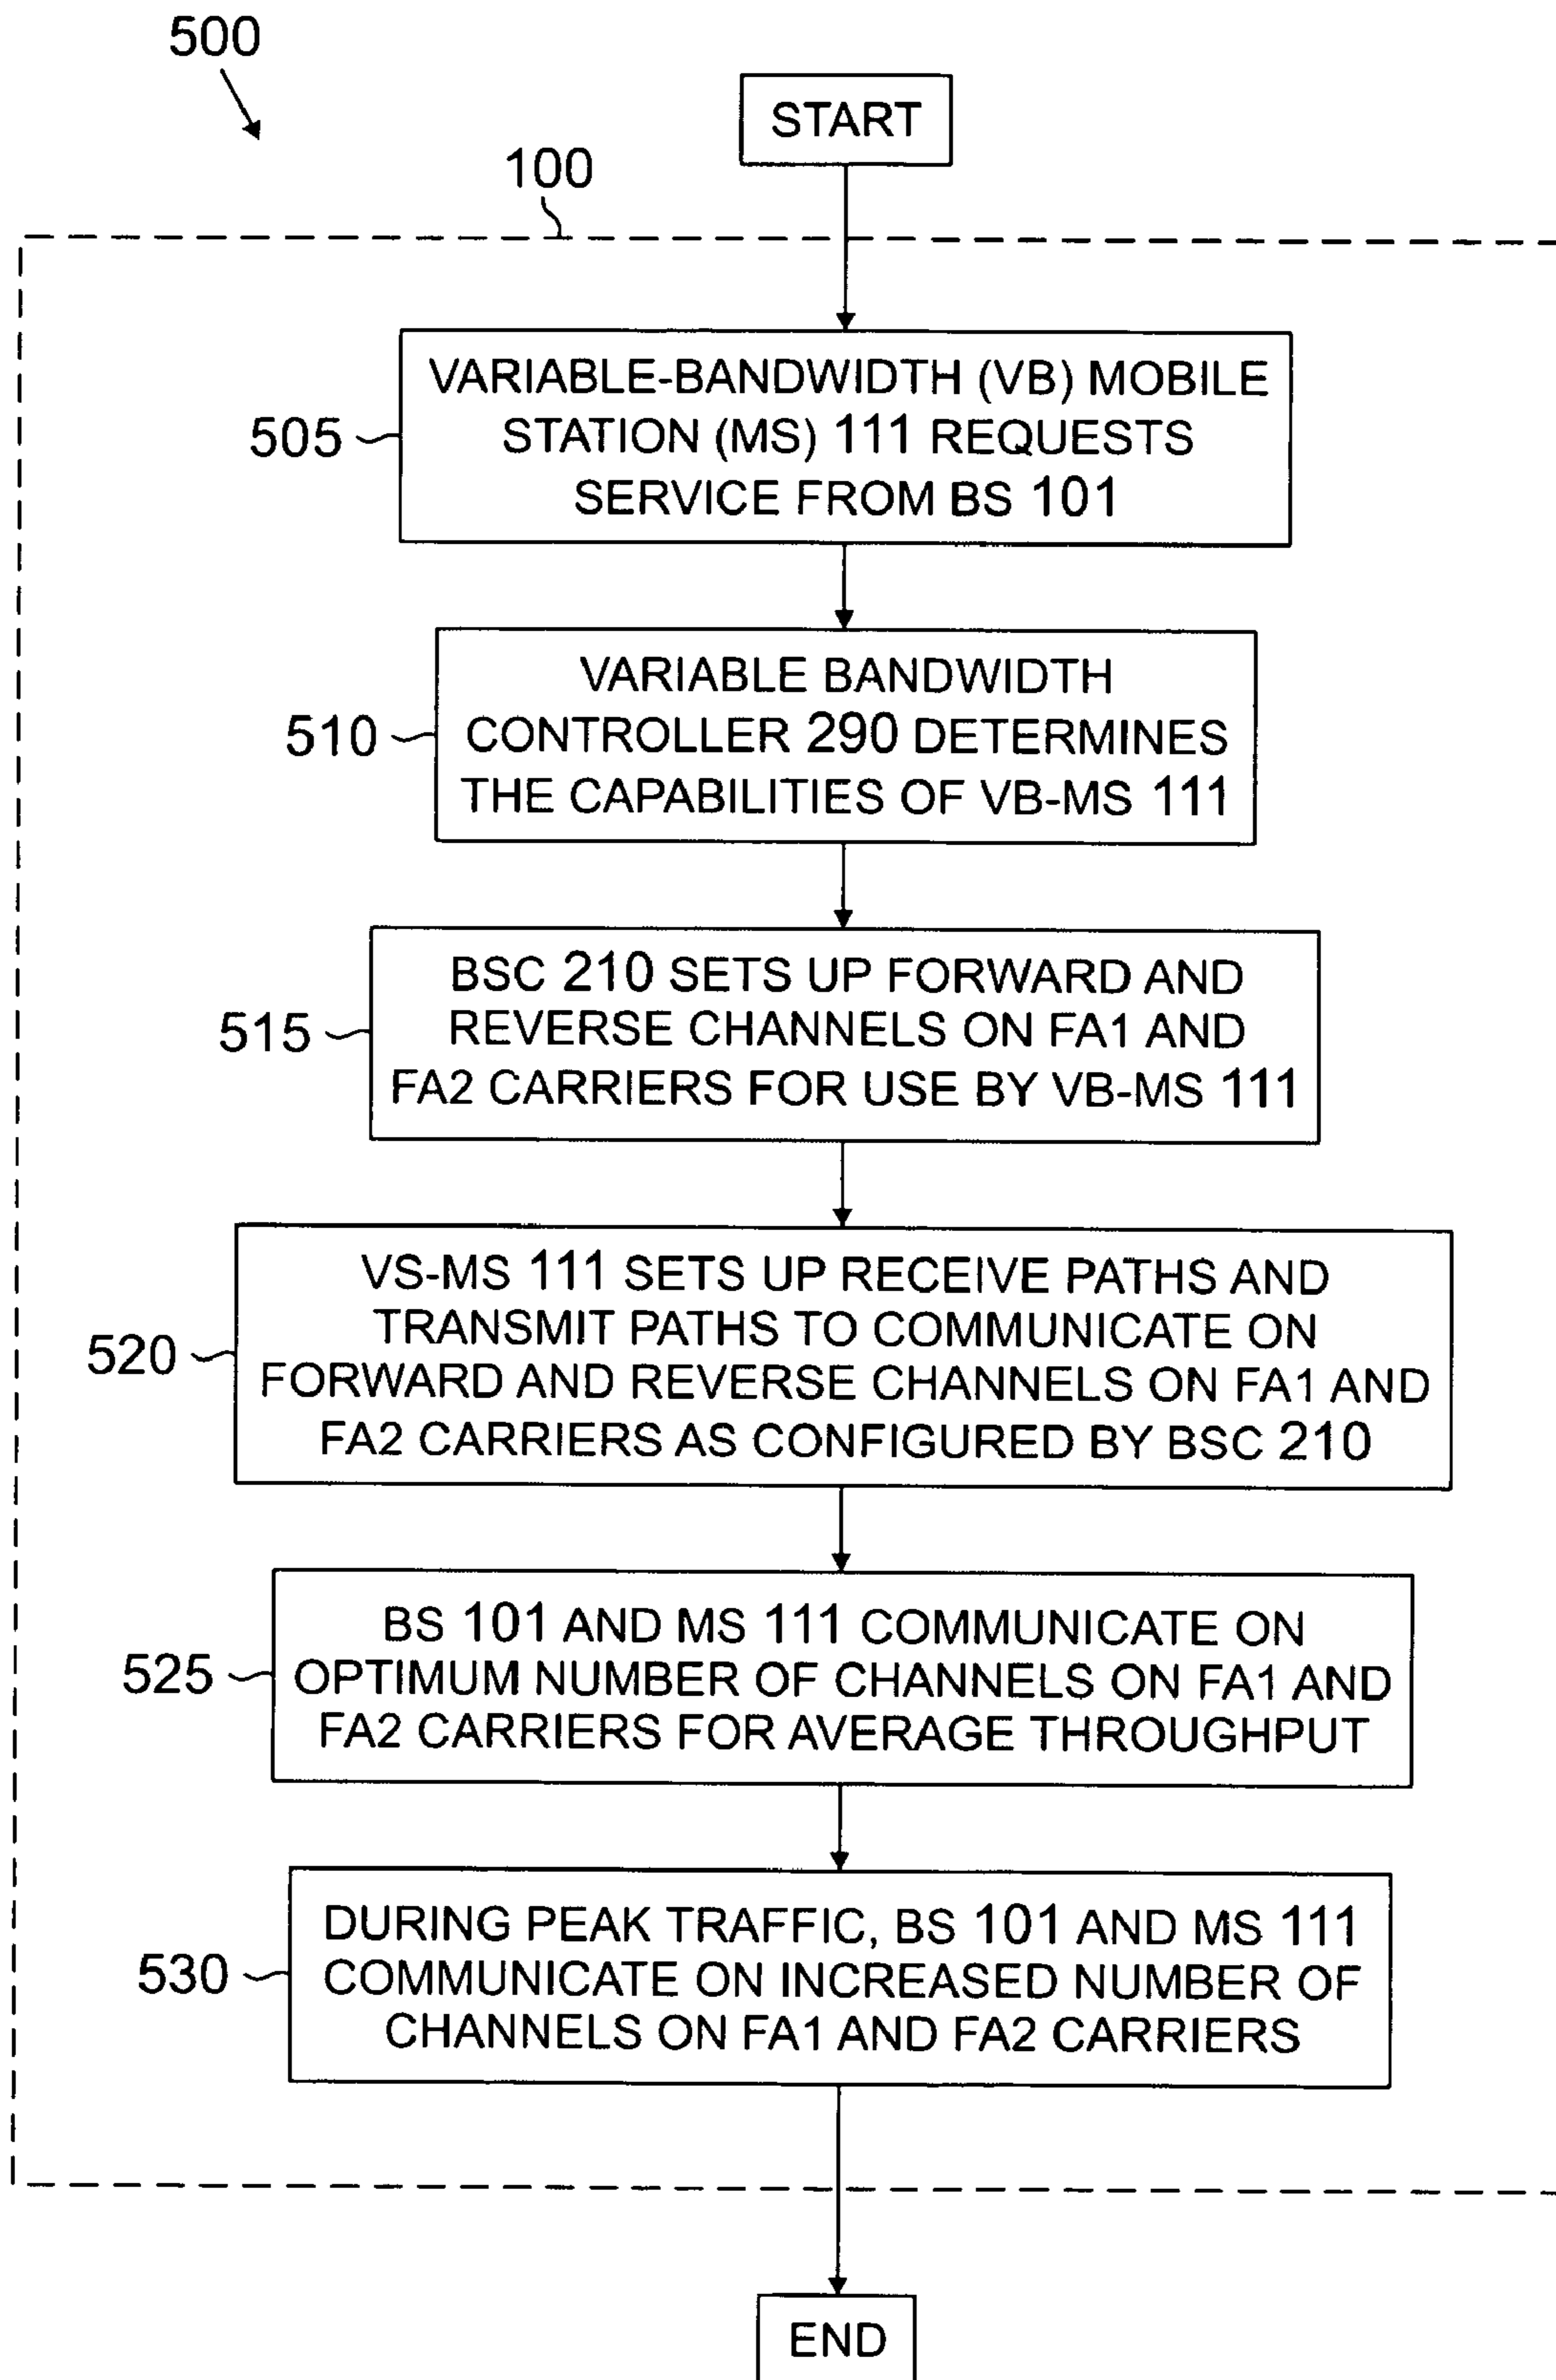 500
START
100
VARIABLE-BANDWIDTH (VB) MOBILE
STATION (MS) 111 REQUESTS
SERVICE FROM BS 101
505
VARIABLE BANDWIDTH
CONTROLLER 290 DETERMINES
THE CAPABILITIES OF VB-MS 111
510
BSC 210 SETS UP FORWARD AND
REVERSE CHANNELS ON FA1 AND
FA2 CARRIERS FOR USE BY VB-MS 111
515
VS-MS 111 SETS UP RECEIVE PATHS AND
TRANSMIT PATHS TO COMMUNICATE ON
FORWARD AND REVERSE CHANNELS ON FA1 AND
FA2 CARRIERS AS CONFIGURED BY BSC 210
520
BS 101 AND MS 111 COMMUNICATE ON
OPTIMUM NUMBER OF CHANNELS ON FA1 AND
FA2 CARRIERS FOR AVERAGE THROUGHPUT
525
DURING PEAK TRAFFIC, BS 101 AND MS 111
COMMUNICATE ON INCREASED NUMBER OF
CHANNELS ON FA1 AND FA2 CARRIERS
530
END